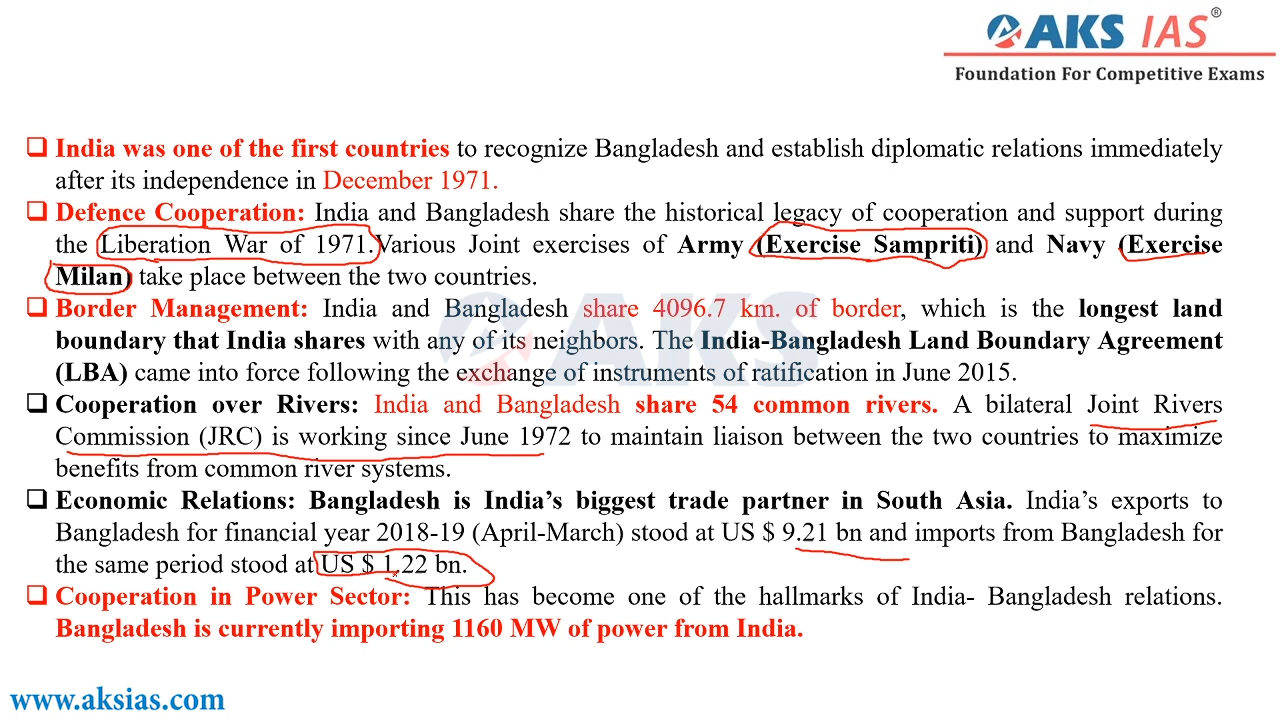 AKS IAS®
Foundation For Competitive Exams
❑ India was one of the first countries to recognize Bangladesh and establish diplomatic relations immediately
after its independence in December 1971.
❑ Defence Cooperation: India and Bangladesh share the historical legacy of cooperation and support during
the Liberation War of 1971. Various Joint exercises of Army (Exercise Sampriti) and Navy (Exercise
Milan) take place between the two countries.
❑ Border Management: India and Bangladesh share 4096.7 km. of border, which is the longest land
boundary that India shares with any of its neighbors. The India-Bangladesh Land Boundary Agreement
(LBA) came into force following the exchange of instruments of ratification in June 2015.
❑ Cooperation over Rivers: India and Bangladesh share 54 common rivers. A bilateral Joint Rivers
Commission (JRC) is working since June 1972 to maintain liaison between the two countries to maximize
benefits from common river systems.
❑ Economic Relations: Bangladesh is India’s biggest trade partner in South Asia. India’s exports to
Bangladesh for financial year 2018-19 (April-March) stood at US $ 9.21 bn and imports from Bangladesh for
the same period stood at US $ 1.22 bn.
❑ Cooperation in Power Sector: This has become one of the hallmarks of India- Bangladesh relations.
Bangladesh is currently importing 1160 MW of power from India.
AKS
www.aksias.com